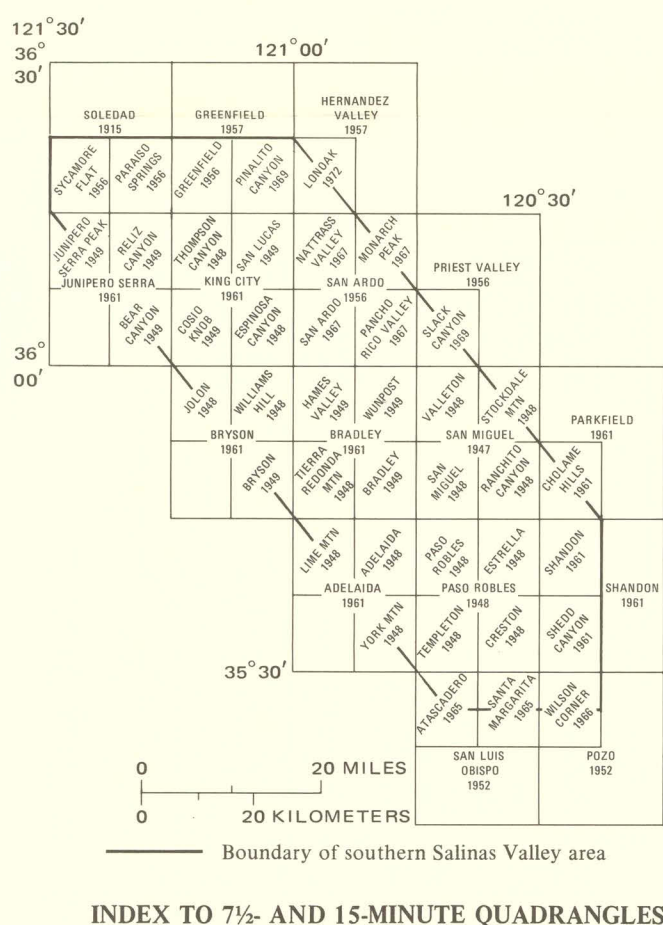 121°30′
36°
30′
121°00′
SOLEDAD
1915
GREENFIELD
1957
HERNANDEZ
VALLEY
1957
SYCAMORE
FLAT
1956
PARAISO
SPRINGS
1956
GREENFIELD
1956
PINALITO
CANYON
1969
LONOAK
1972
120°30′
JUNIPERO
SERRA PEAK
1949
RELIZ
CANYON
1949
THOMPSON
CANYON
1948
SAN LUCAS
1949
NATTRASS
VALLEY
1967
MONARCH
PEAK
1967
JUNIPERO SERRA
1961
KING CITY
1961
SAN ARDO
1956
PRIEST VALLEY
1956
BEAR
CANYON
1949
COSIO
KNOB
1949
ESPINOSA
CANYON
1948
SAN ARDO
1967
PANCHO
RICO VALLEY
1967
SLACK
CANYON
1969
36°
00′
JOLON
1948
WILLIAMS
HILL
1948
HAMES
VALLEY
1949
WUNPOST
1949
VALLETON
1948
STOCKDALE
MTN
1948
BRYSON
1961
BRADLEY
1961
SAN MIGUEL
1947
PARKFIELD
1961
BRYSON
1949
TIERRA
REDONDA
MTN
1948
BRADLEY
1949
SAN
MIGUEL
1948
RANCHITO
CANYON
1948
CHOLAME
HILLS
1961
LIME MTN
1948
ADELAIDA
1948
PASO
ROBLES
1948
ESTRELLA
1948
SHANDON
1961
ADELAIDA
1961
PASO ROBLES
1948
SHANDON
1961
YORK MTN
1948
TEMPLETON
1948
CRESTON
1948
SHEDD
CANYON
1961
35°30′
ATASCADERO
1965
SANTA
MARGARITA
1965
WILSON
CORNER
1966
SAN LUIS
OBISPO
1952
POZO
1952
0 20 MILES
0 20 KILOMETERS
Boundary of southern Salinas Valley area
INDEX TO 7½- AND 15-MINUTE QUADRANGLES